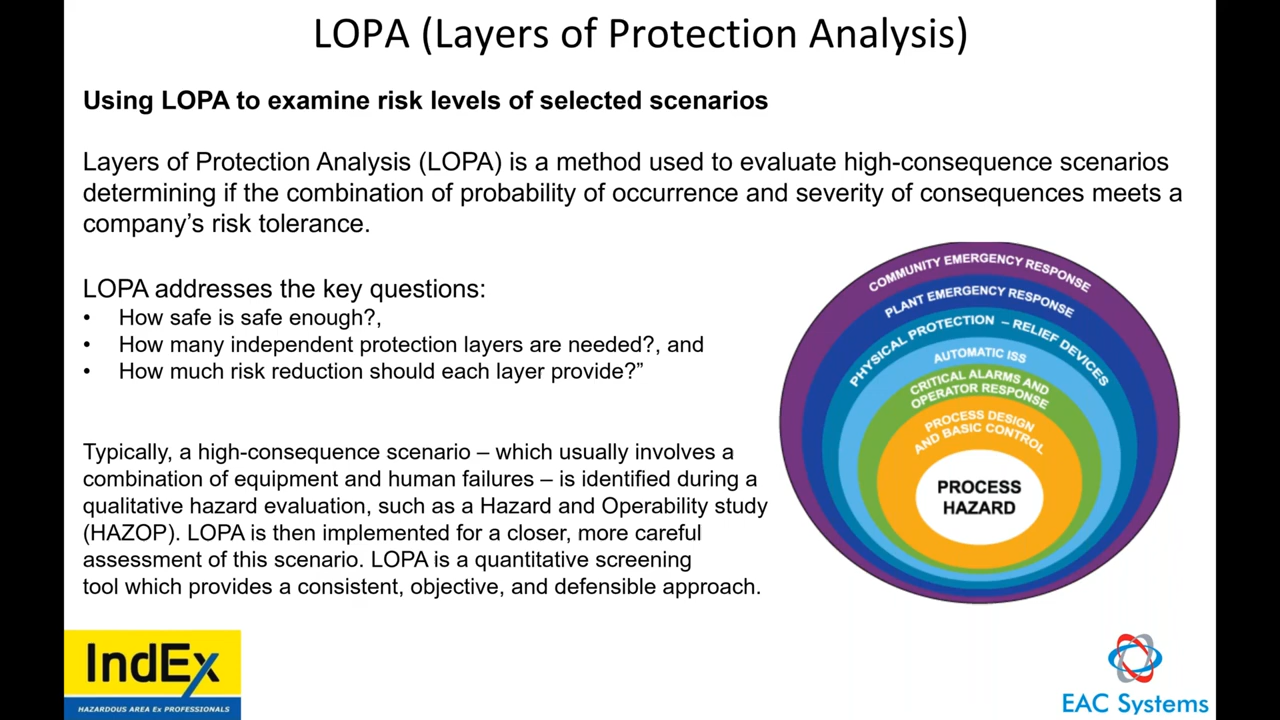 LOPA (Layers of Protection Analysis)
Using LOPA to examine risk levels of selected scenarios
Layers of Protection Analysis (LOPA) is a method used to evaluate high-consequence scenarios
determining if the combination of probability of occurrence and severity of consequences meets a
company's risk tolerance.
LOPA addresses the key questions:
• How safe is safe enough?,
• How many independent protection layers are needed?, and
• How much risk reduction should each layer provide?”
Typically, a high-consequence scenario – which usually involves a
combination of equipment and human failures – is identified during a
qualitative hazard evaluation, such as a Hazard and Operability study
(HAZOP). LOPA is then implemented for a closer, more careful
assessment of this scenario. LOPA is a quantitative screening
tool which provides a consistent, objective, and defensible approach.
COMMUNITY EMERGENCY RESPONSE
PLANT EMERGENCY RESPONSE
PHYSICAL PROTECTION – RELIEF DEVICES
AUTOMATIC ISS
CRITICAL ALARMS AND
OPERATOR RESPONSE
PROCESS DESIGN
AND BASIC CONTROL
PROCESS
HAZARD
IndEx
HAZARDOUS AREA Ex PROFESSIONALS
EAC Systems